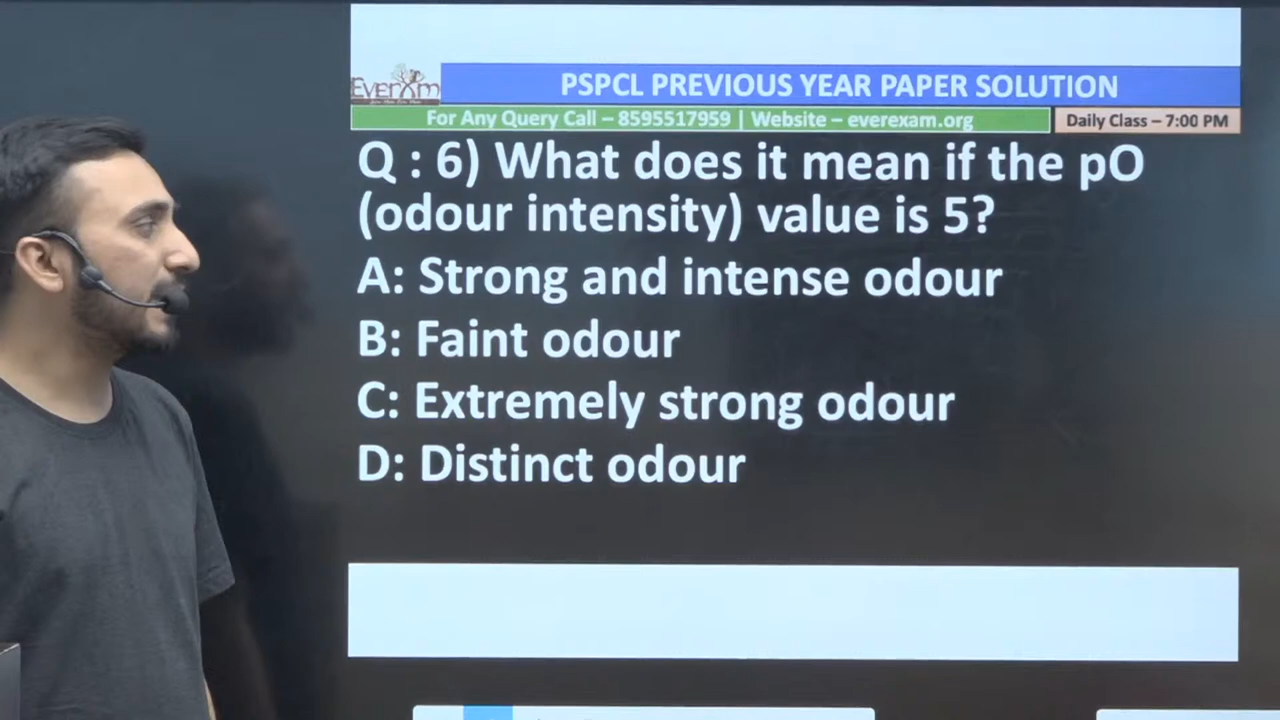 EverExam
PSPCL PREVIOUS YEAR PAPER SOLUTION
For Any Query Call – 8595517959 | Website – everexam.org
Daily Class – 7:00 PM
Q : 6) What does it mean if the pO
(odour intensity) value is 5?
A: Strong and intense odour
B: Faint odour
C: Extremely strong odour
D: Distinct odour